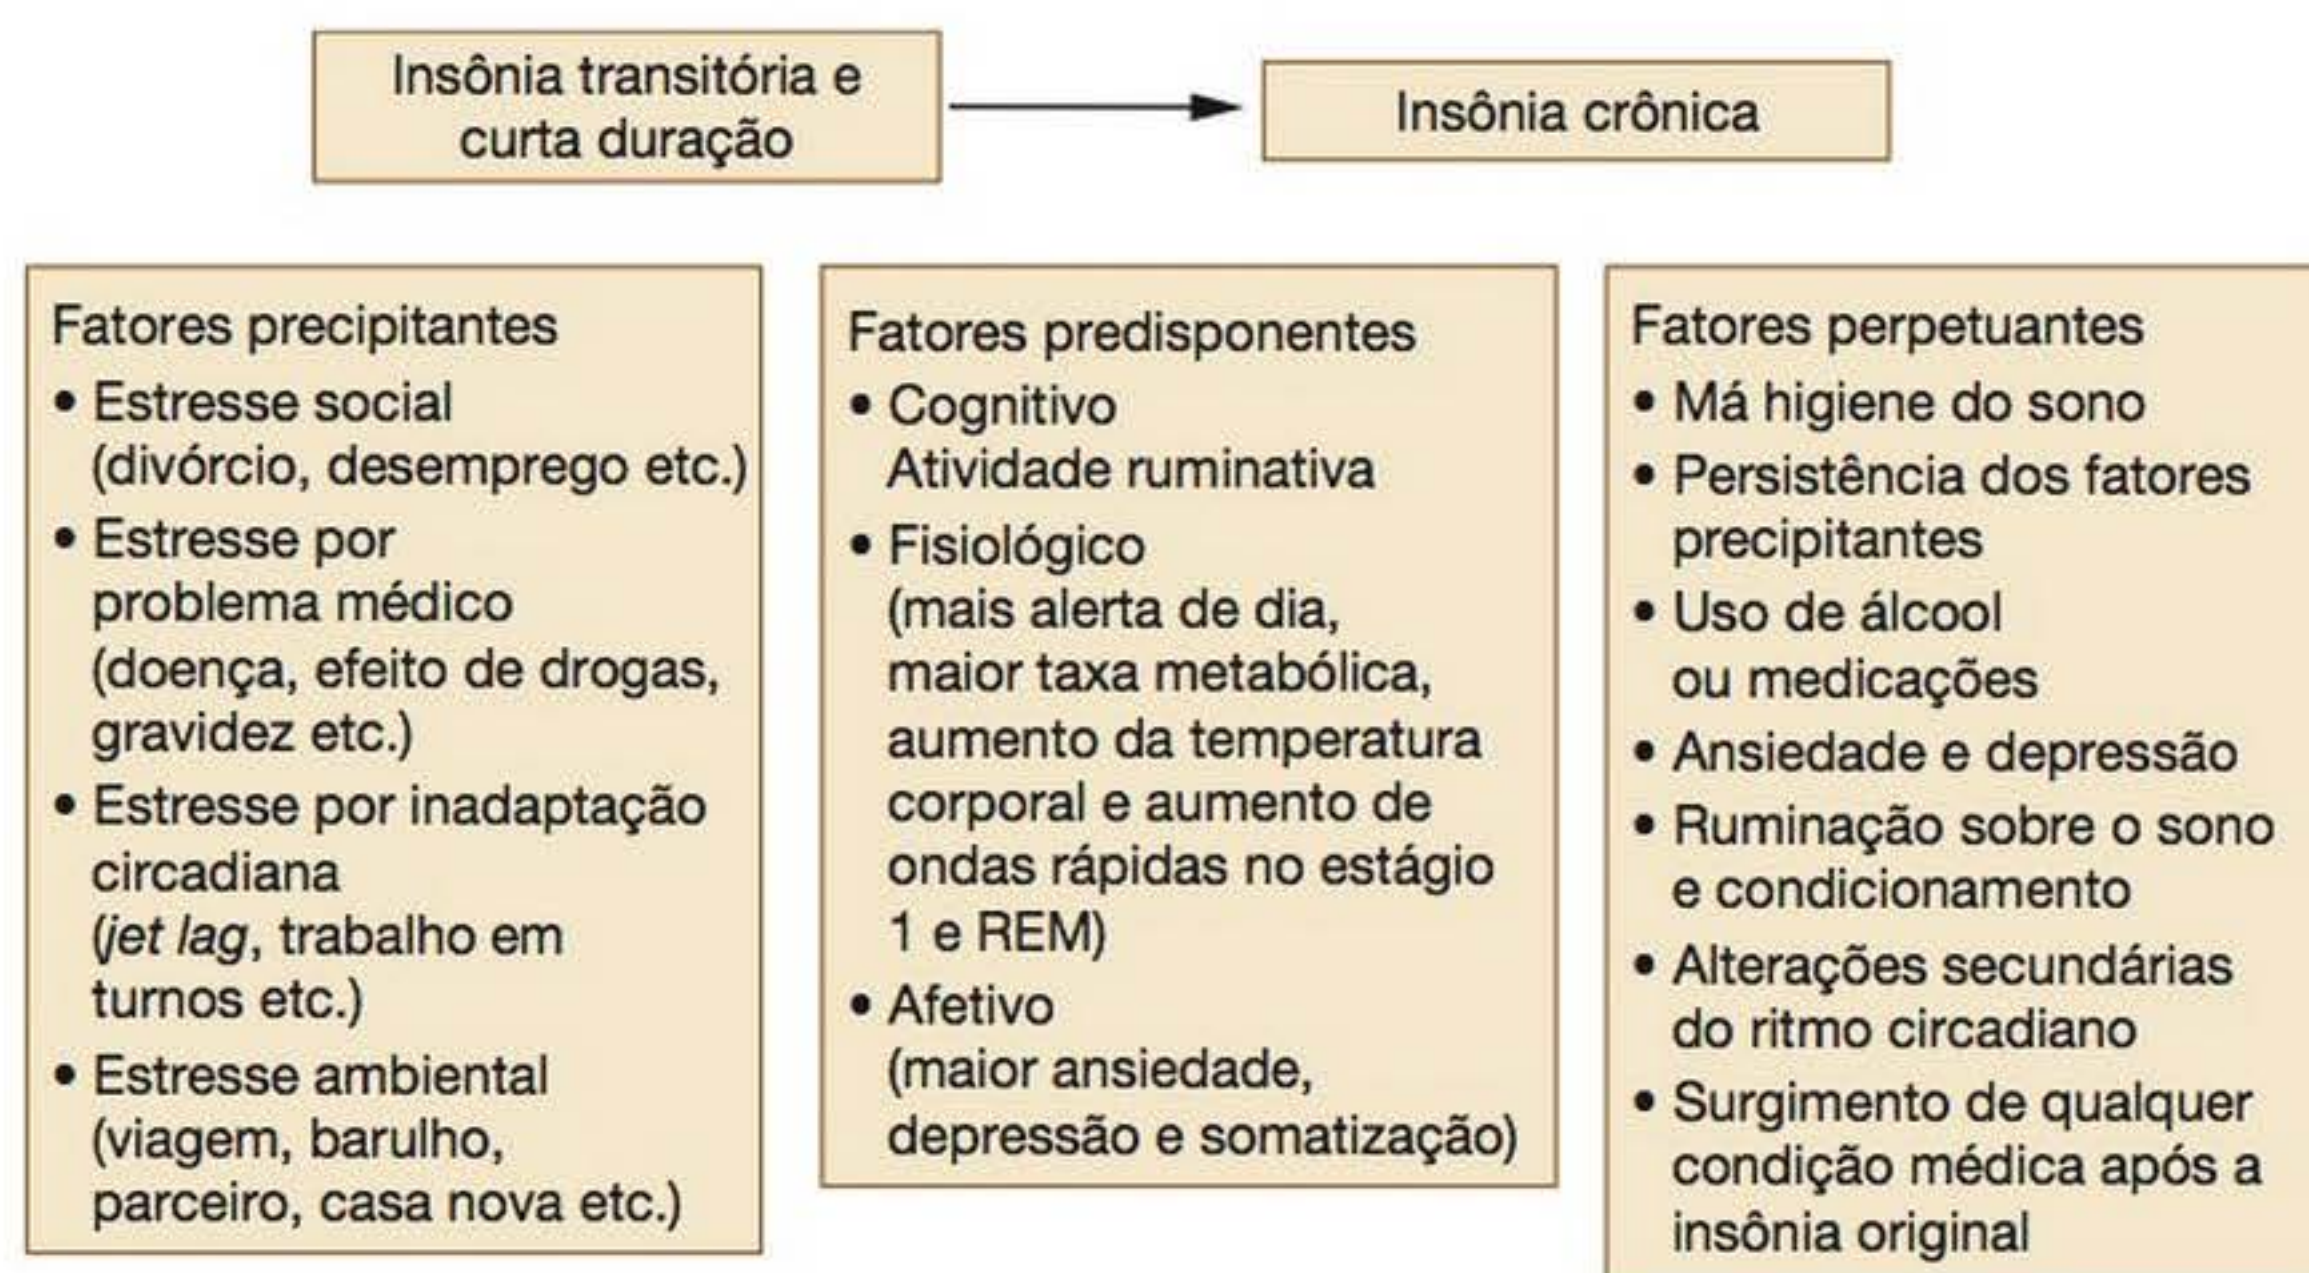 Insônia transitória e
curta duração
Insônia crônica
Fatores precipitantes
• Estresse social
(divórcio, desemprego etc.)
• Estresse por
problema médico
(doença, efeito de drogas,
gravidez etc.)
• Estresse por inadaptação
circadiana
(jet lag, trabalho em
turnos etc.)
• Estresse ambiental
(viagem, barulho,
parceiro, casa nova etc.)
Fatores predisponentes
• Cognitivo
Atividade ruminativa
• Fisiológico
(mais alerta de dia,
maior taxa metabólica,
aumento da temperatura
corporal e aumento de
ondas rápidas no estágio
1 e REM)
• Afetivo
(maior ansiedade,
depressão e somatização)
Fatores perpetuantes
• Má higiene do sono
• Persistência dos fatores
precipitantes
• Uso de álcool
ou medicações
• Ansiedade e depressão
• Ruminação sobre o sono
e condicionamento
• Alterações secundárias
do ritmo circadiano
• Surgimento de qualquer
condição médica após a
insônia original